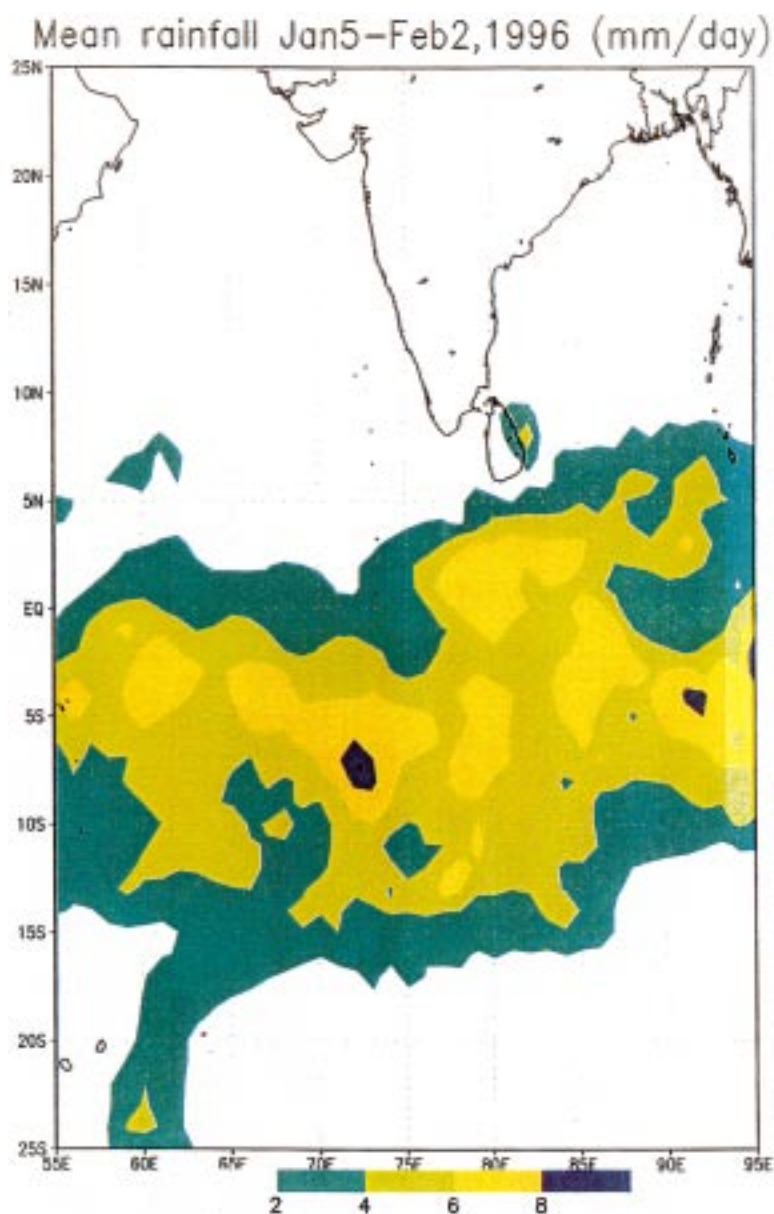 Mean rainfall Jan5-Feb2,1996 (mm/day)
25N
20N
15N
10N
5N
EQ
5S
10S
15S
20S
25S
55E 60E 65E 70E 75E 80E 85E 90E 95E
2 4 6 8